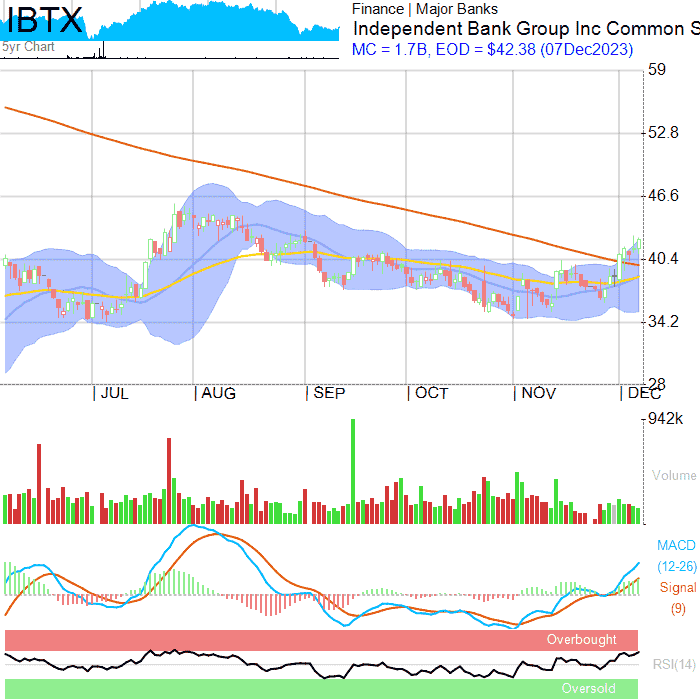 IBTX
5yr Chart
Finance | Major Banks
Independent Bank Group Inc Common S
MC = 1.7B, EOD = $42.38 (07Dec2023)
59
52.8
46.6
40.4
34.2
28
| JUL | AUG | SEP | OCT | NOV | DEC
942k
Volume
MACD
(12-26)
Signal
(9)
Overbought
RSI(14)
Oversold